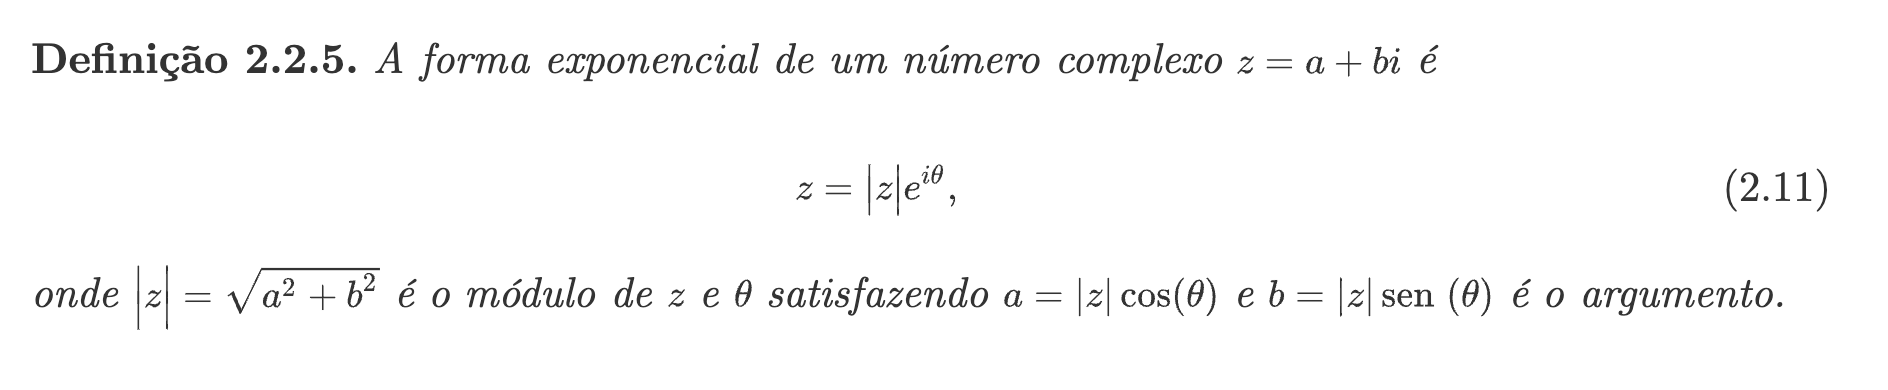 Definição 2.2.5. A forma exponencial de um número complexo z = a + bi é
z = |z|e^{iθ}, (2.11)
onde |z| = √(a² + b²) é o módulo de z e θ satisfazendo a = |z| cos(θ) e b = |z| sen (θ) é o argumento.